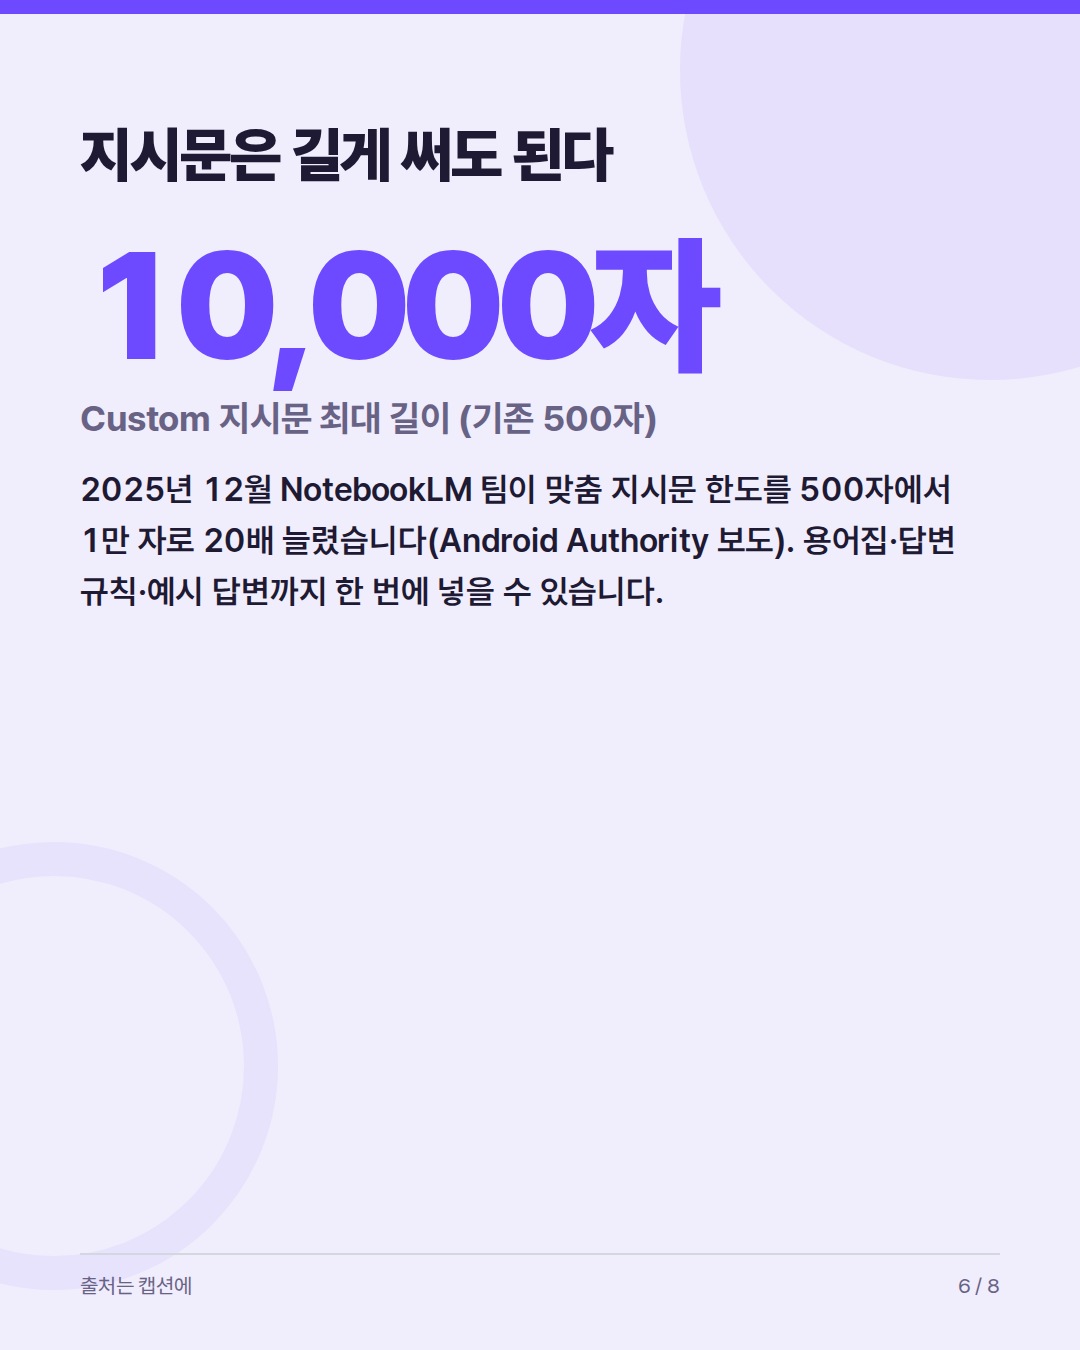 지시문은 길게 써도 된다
10,000자
Custom 지시문 최대 길이 (기존 500자)
2025년 12월 NotebookLM 팀이 맞춤 지시문 한도를 500자에서
1만 자로 20배 늘렸습니다(Android Authority 보도). 용어집·답변
규칙·예시 답변까지 한 번에 넣을 수 있습니다.
출처는 캡션에
6 / 8